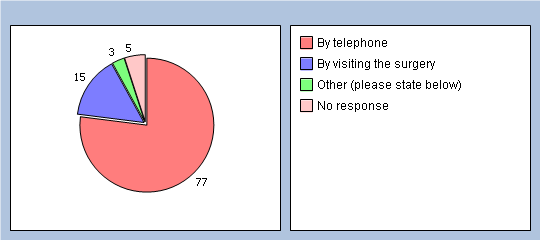 3
5
15
77
By telephone
By visiting the surgery
Other (please state below)
No response